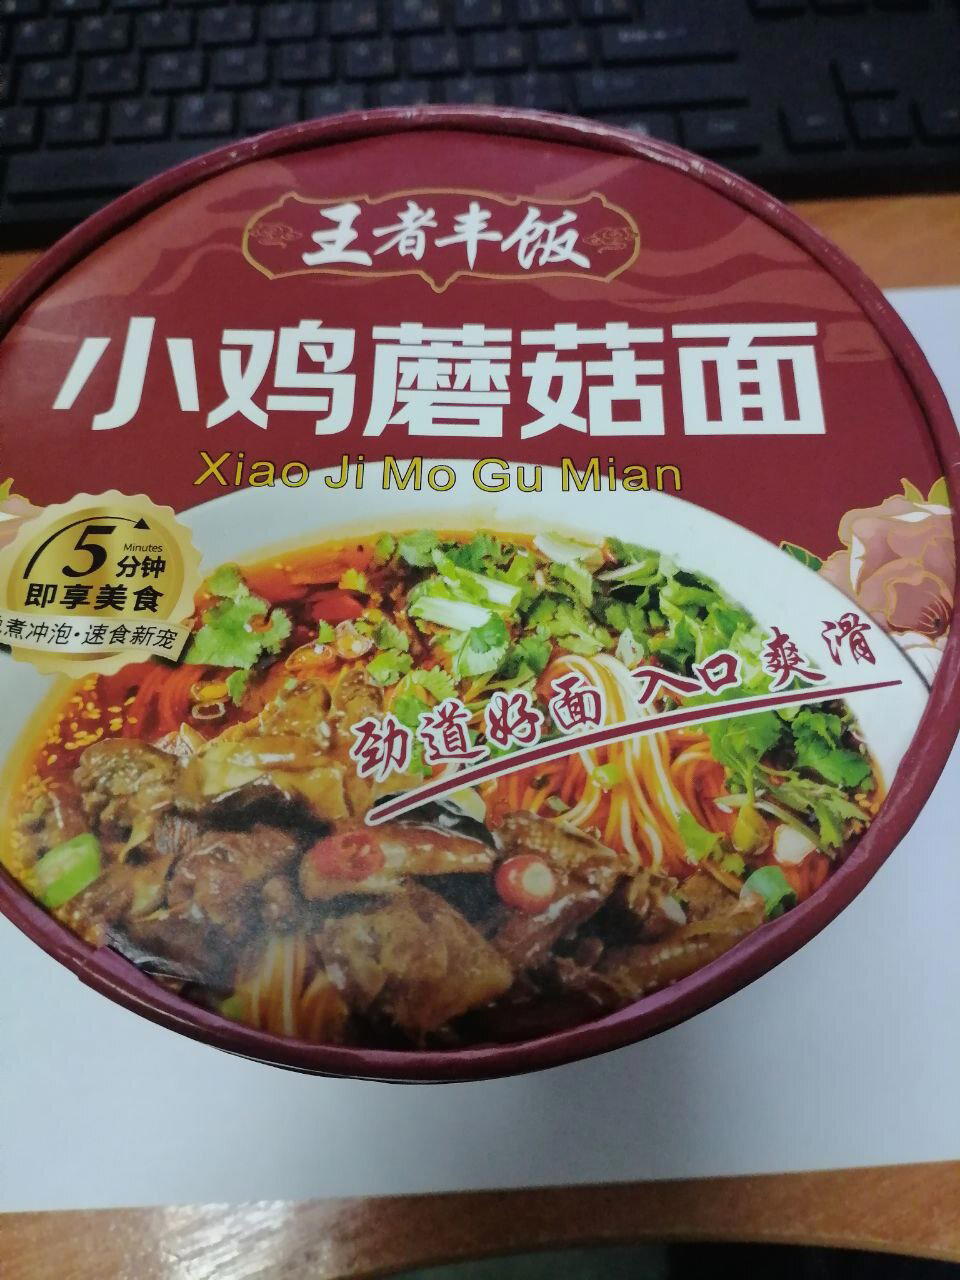 王者丰饭
小鸡蘑菇面
Xiao Ji Mo Gu Mian
5 Minutes 分钟
即享美食
煮冲泡·速食新宠
劲道好面 入口爽滑